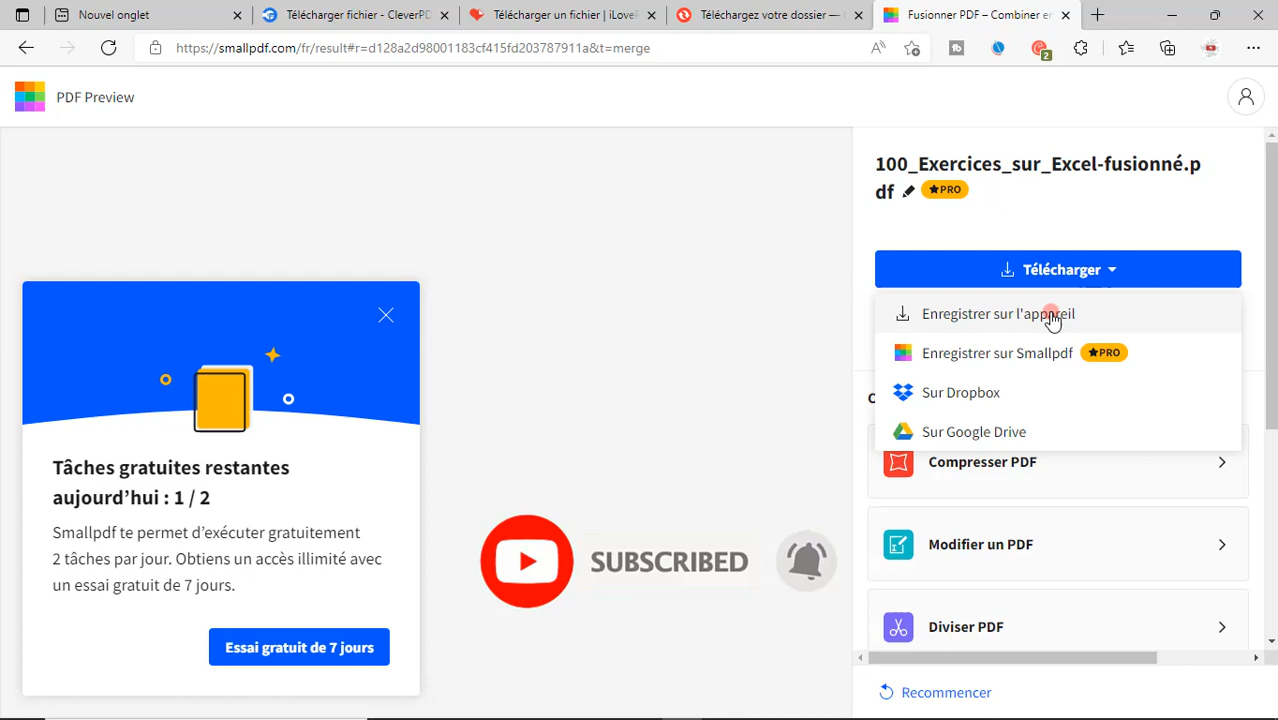 Nouvel onglet
Télécharger fichier - CleverPD
Télécharger un fichier | iLoveP
Téléchargez votre dossier — C
Fusionner PDF – Combiner en
https://smallpdf.com/fr/result#r=d128a2d98001183cf415fd203787911a&t=merge
2
PDF Preview
100_Exercices_sur_Excel-fusionné.p
df PRO
Télécharger
Enregistrer sur l'appareil
Enregistrer sur Smallpdf PRO
Sur Dropbox
Sur Google Drive
Compresser PDF
Modifier un PDF
Diviser PDF
Recommencer
Tâches gratuites restantes
aujourd’hui : 1 / 2
Smallpdf te permet d’exécuter gratuitement
2 tâches par jour. Obtiens un accès illimité avec
un essai gratuit de 7 jours.
Essai gratuit de 7 jours
SUBSCRIBED